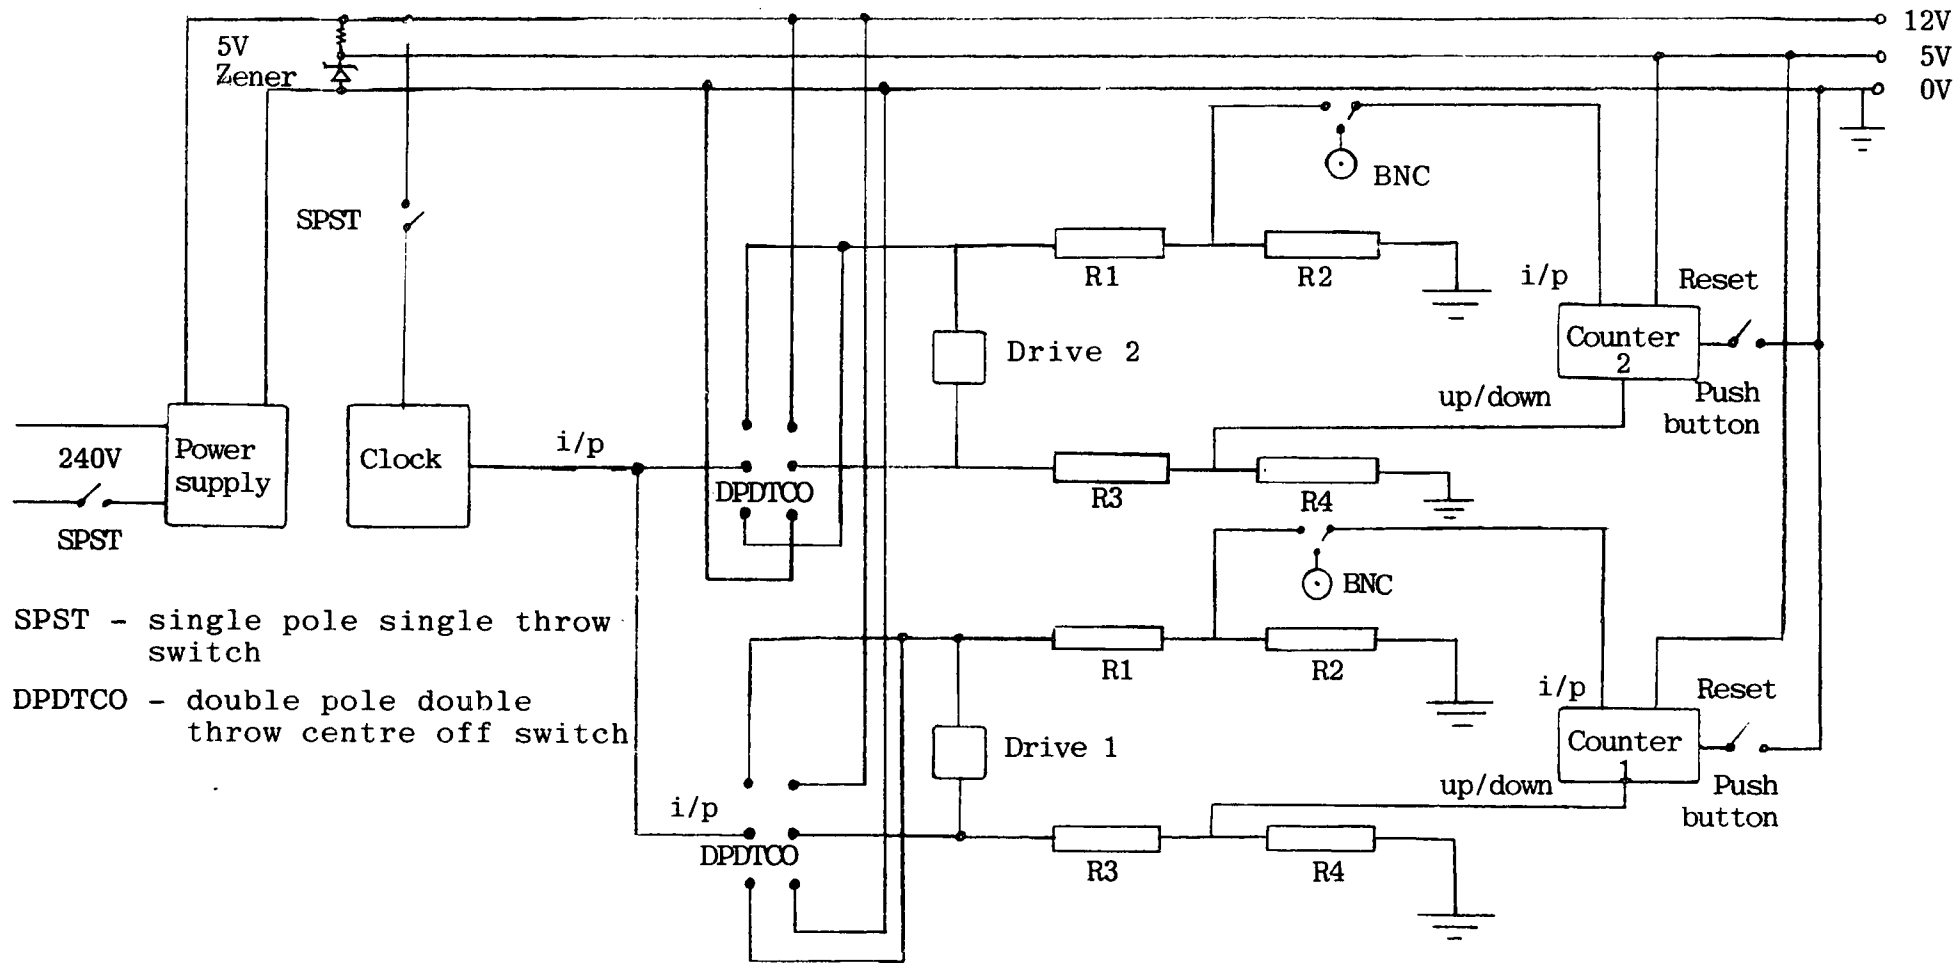 12V
5V
0V
5V
Zener
SPST
BNC
R1
R2
i/p
Reset
Drive 2
Counter
2
up/down
Push
button
240V
Power
supply
Clock
i/p
DPDTCO
R3
R4
SPST
BNC
SPST - single pole single throw
switch
DPDTCO - double pole double
throw centre off switch
R1
R2
i/p
Reset
Drive 1
Counter
1
up/down
Push
button
i/p
DPDTCO
R3
R4